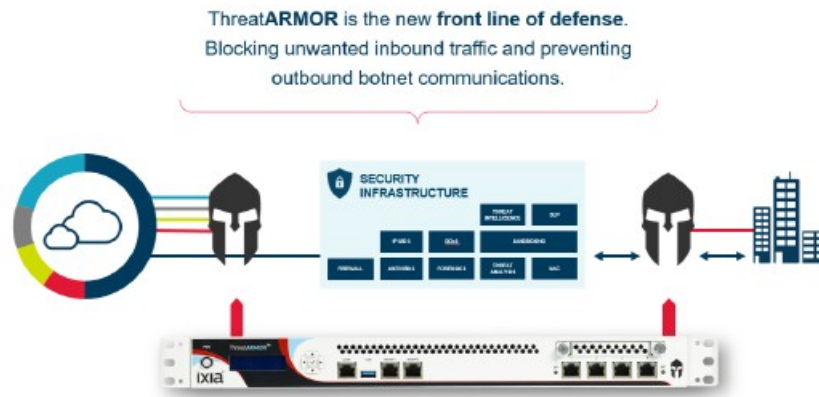 ThreatARMOR is the new front line of defense.
Blocking unwanted inbound traffic and preventing
outbound botnet communications.
SECURITY
INFRASTRUCTURE
THREAT
INTELLIGENCE
DLP
SANDBOXING
FIREWALL
ANTIVIRUS
FORENSICS
THREAT
ANALYSIS
NAC
ThreatARMOR
ixia